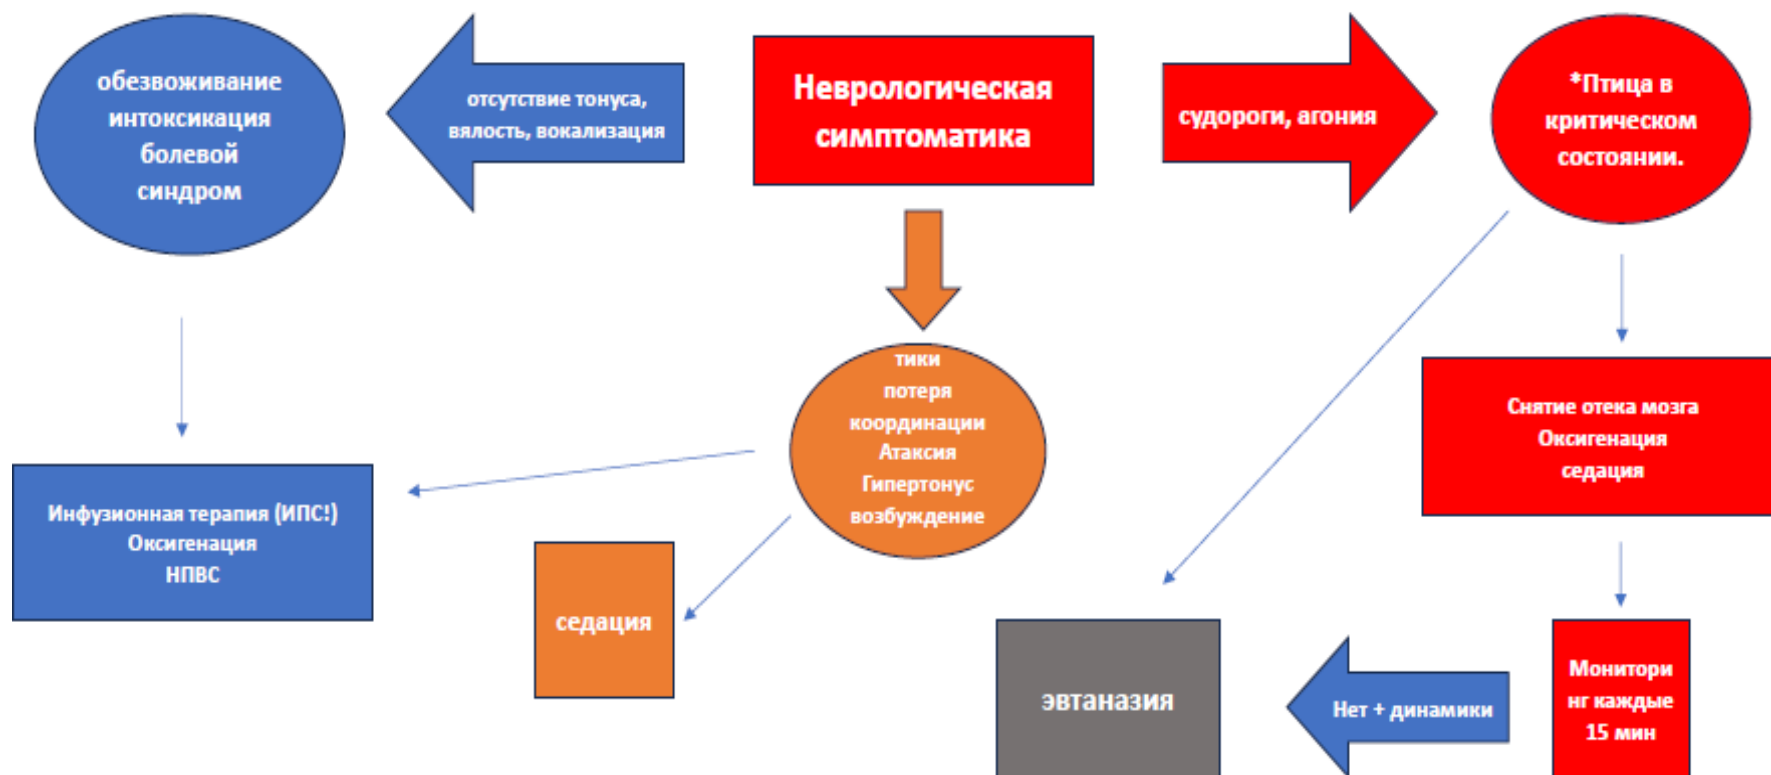 обезвоживание
интоксикация
болевой
синдром
отсутствие тонуса,
вялость, вокализация
Неврологическая
симптоматика
судороги, агония
*Птица в
критическом
состоянии.
тики
потеря
координации
Атаксия
Гипертонус
возбуждение
Снятие отека мозга
Оксигенация
седация
Инфузионная терапия (ИПС!)
Оксигенация
НПВС
седация
эвтаназия
Нет + динамики
Монитори
нг каждые
15 мин